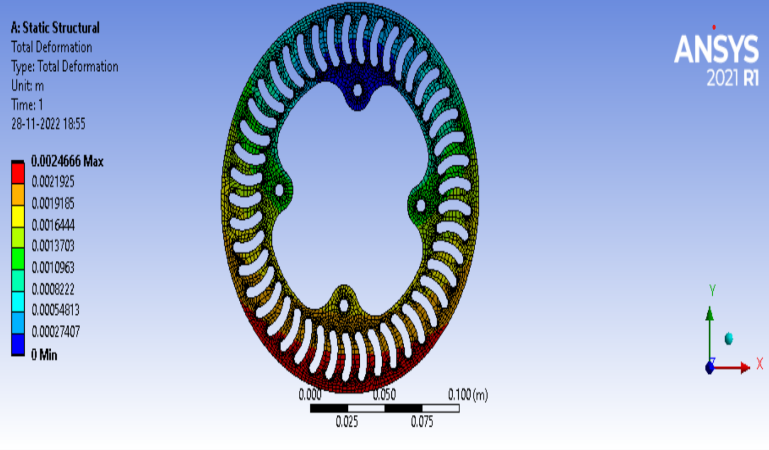 A: Static Structural
Total Deformation
Type: Total Deformation
Unit: m
Time: 1
28-11-2022 18:55
0.0024666 Max
0.0021925
0.0019185
0.0016444
0.0013703
0.0010963
0.0008222
0.00054813
0.00027407
0 Min
ANSYS
2021 R1
0.000
0.050
0.100 (m)
0.025
0.075
Y
Z
X